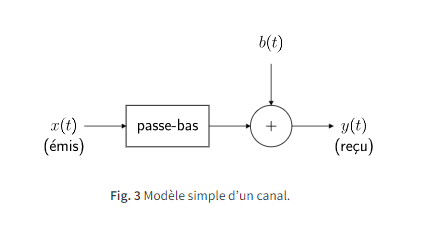 b(t)
x(t)
(émis)
passe-bas
+
y(t)
(reçu)
Fig. 3 Modèle simple d'un canal.